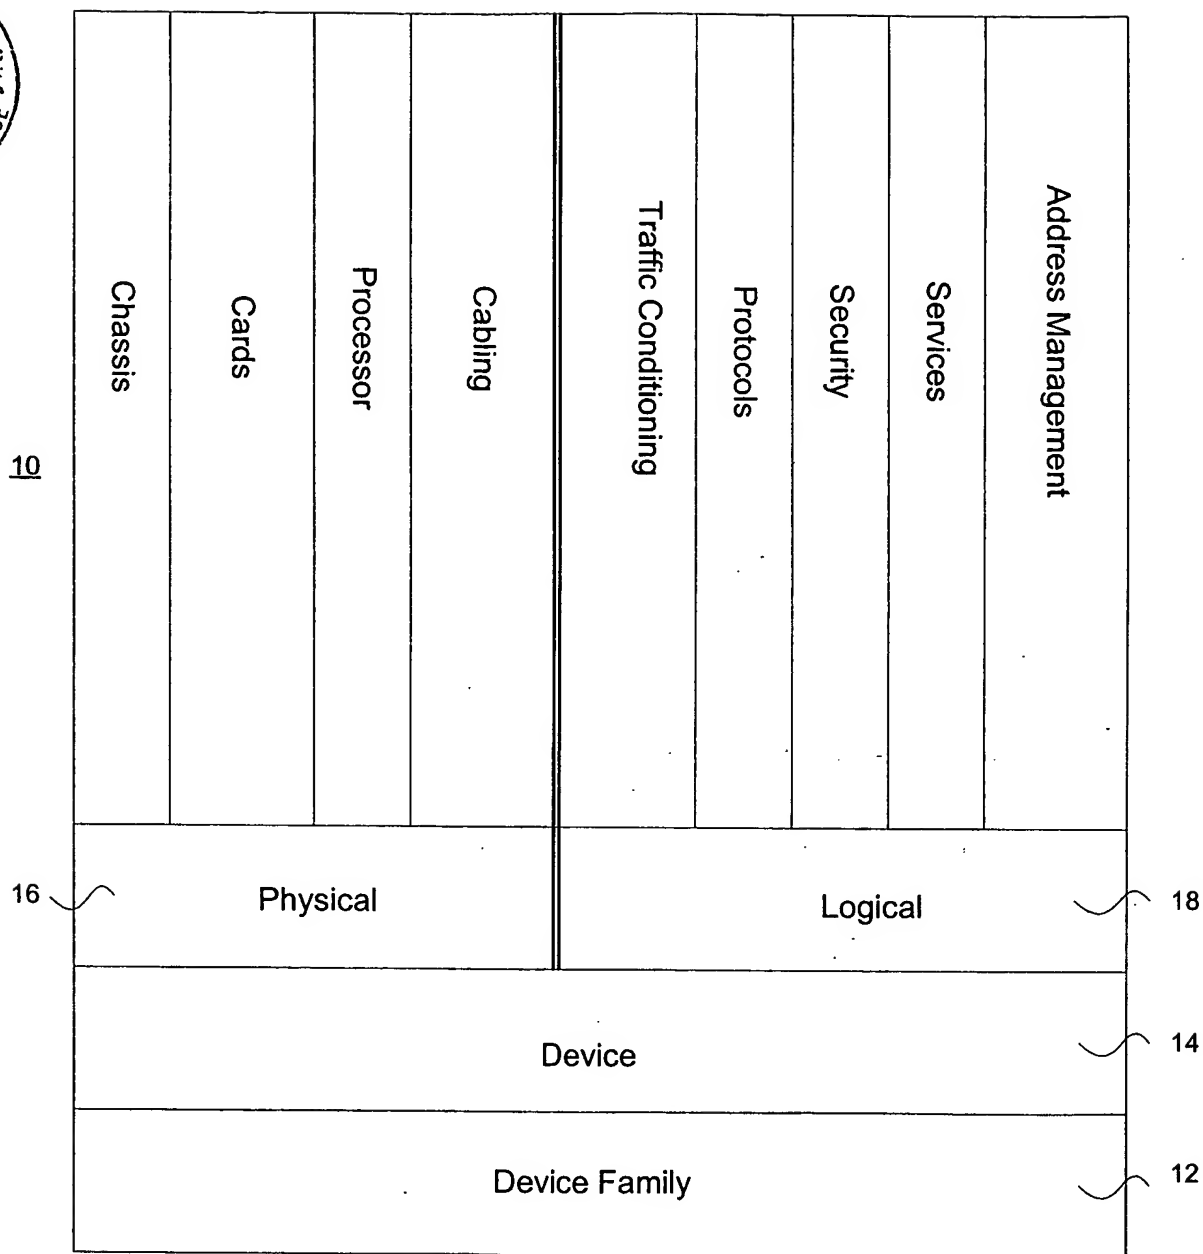 Chassis
Cards
Processor
Cabling
Traffic Conditioning
Protocols
Security
Services
Address Management
10
16
Physical
Logical
18
Device
14
Device Family
12